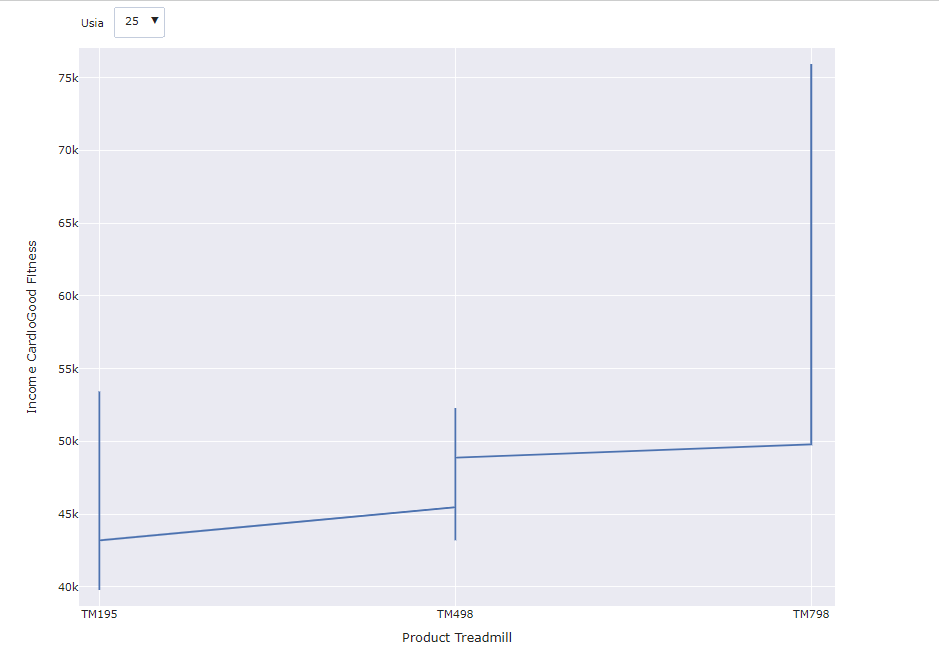 Usia 25 ▼
75k
70k
65k
60k
55k
50k
45k
40k
Income CardioGood Fitness
TM195 TM498 TM798
Product Treadmill